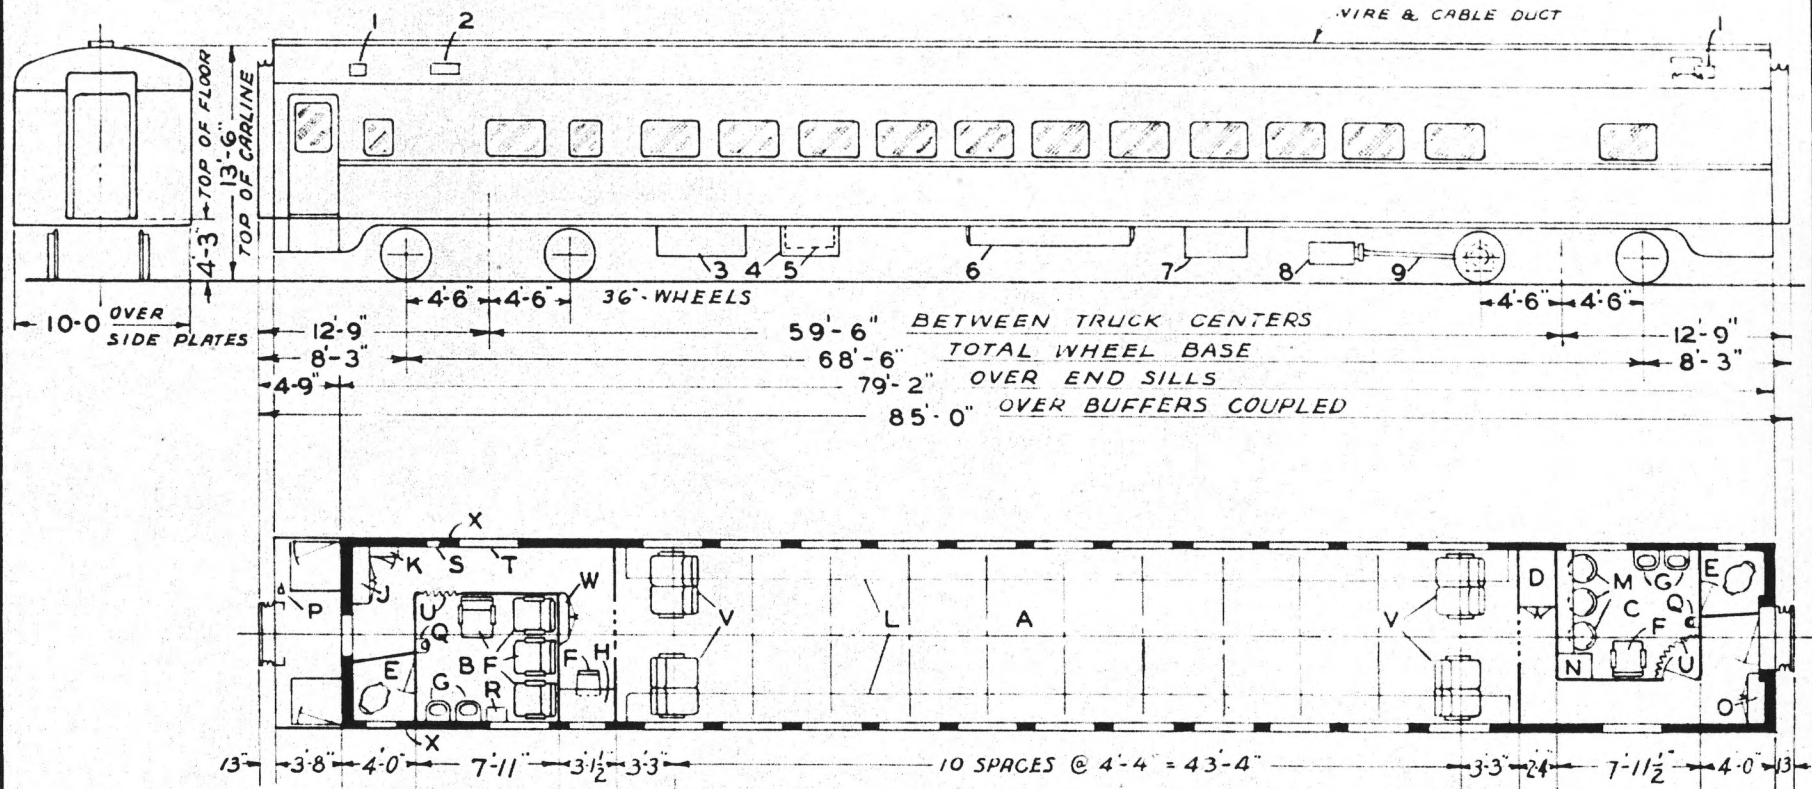 WIRE & CABLE DUCT
1 2 1
TOP OF FLOOR
13'-6"
TOP OF CARLINE
4'-3"
3 4 5 6 7 8 9
4'-6" 4'-6" 36" WHEELS 4'-6" 4'-6"
10-0 OVER SIDE PLATES
12'-9" 59'-6" BETWEEN TRUCK CENTERS 12'-9"
8'-3" 68'-6" TOTAL WHEEL BASE 8'-3"
4-9" 79'-2" OVER END SILLS
85'-0" OVER BUFFERS COUPLED
X
K S T D M G E
J W
P U V L A V C Q
Q F
E B F F H N U
G R O
X
13" 3'-8" 4'-0" 7'-11" 3'-1½ 3'-3" 10 SPACES @ 4'-4" = 43'-4" 3'-3" 24 7'-11½" 4'-0" 13